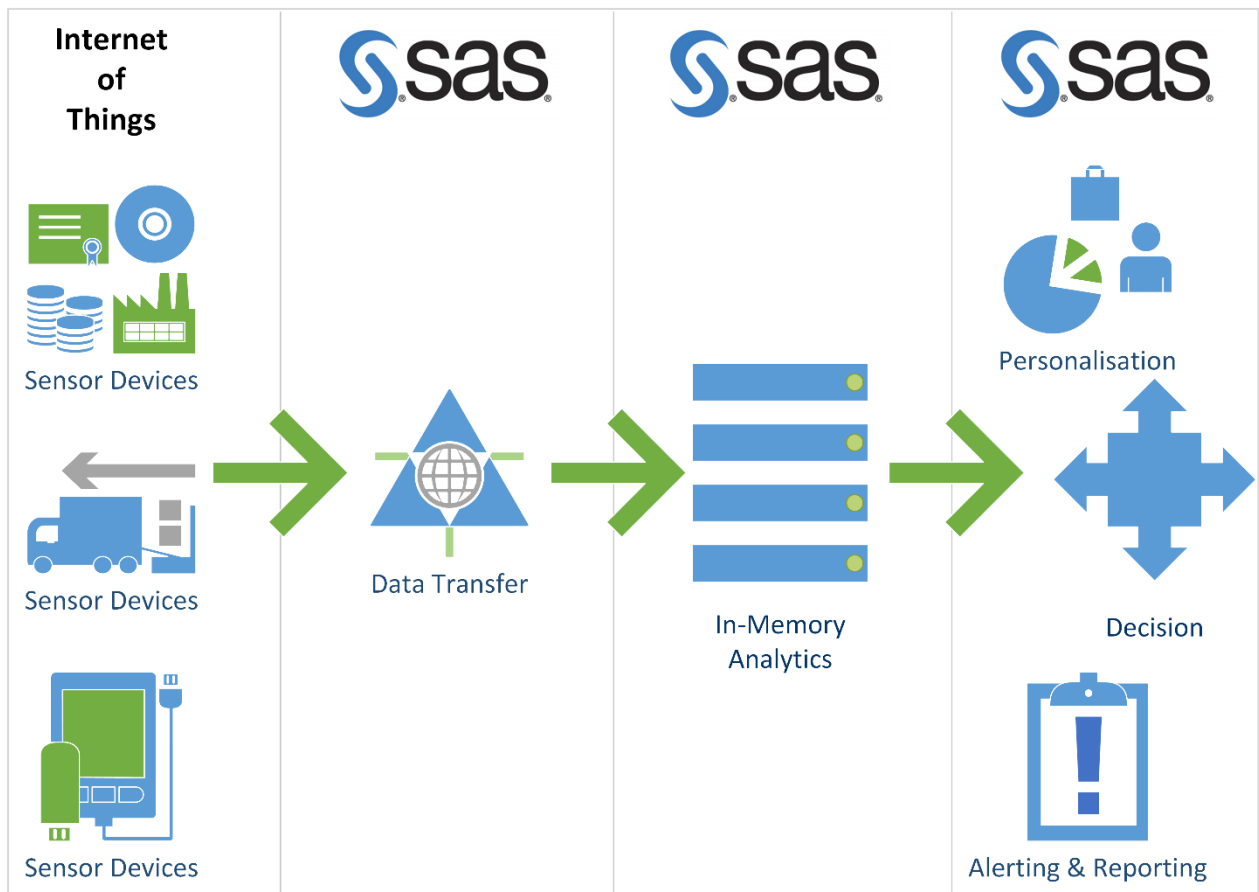 Internet
of
Things
Sensor Devices
Sensor Devices
Sensor Devices
sas®
Data Transfer
sas®
In-Memory
Analytics
sas®
Personalisation
Decision
Alerting & Reporting